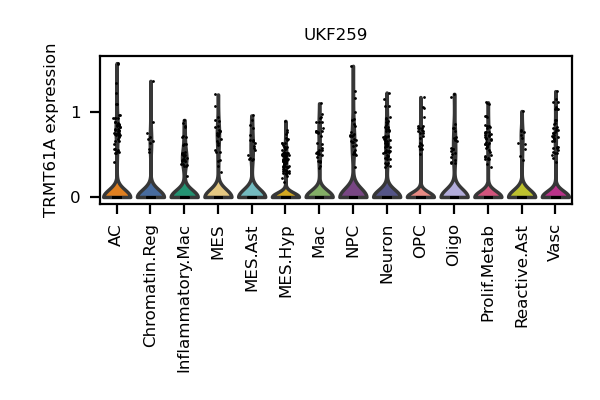 UKF259
TRMT61A expression
1
0
AC
Chromatin.Reg
Inflammatory.Mac
MES
MES.Ast
MES.Hyp
Mac
NPC
Neuron
OPC
Oligo
Prolif.Metab
Reactive.Ast
Vasc